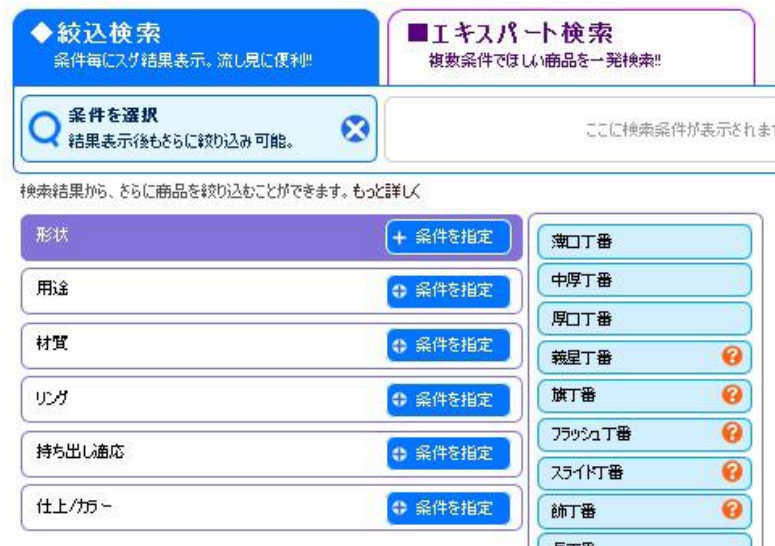 ◆絞込検索
条件毎にスグ結果表示。流し見に便利!!
■エキスパート検索
複数条件でほしい商品を一発検索!!
条件を選択
結果表示後もさらに絞り込み可能。
ここに検索条件が表示されます
検索結果から、さらに商品を絞り込むことができます。もっと詳しく
形状
+ 条件を指定
用途
条件を指定
材質
条件を指定
リング
条件を指定
持ち出し適応
条件を指定
仕上/カラー
条件を指定
薄口丁番
中厚丁番
厚口丁番
義星丁番
旗丁番
フラッシュ丁番
スライド丁番
飾丁番